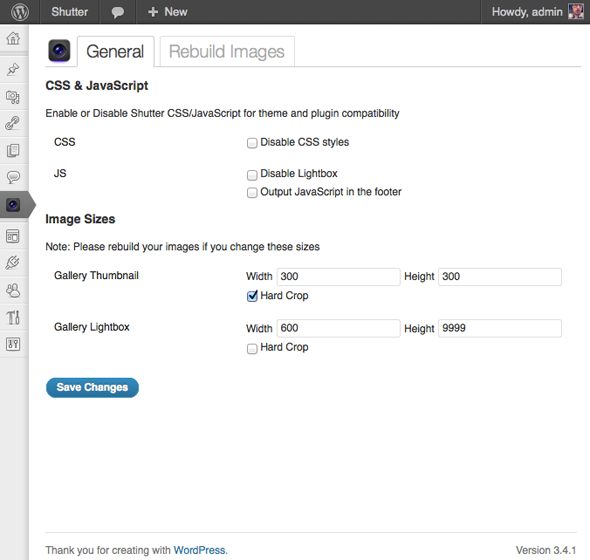 Shutter + New Howdy, admin
General Rebuild Images
CSS & JavaScript
Enable or Disable Shutter CSS/JavaScript for theme and plugin compatibility
CSS Disable CSS styles
JS Disable Lightbox
Output JavaScript in the footer
Image Sizes
Note: Please rebuild your images if you change these sizes
Gallery Thumbnail Width 300 Height 300
Hard Crop
Gallery Lightbox Width 600 Height 9999
Hard Crop
Save Changes
Thank you for creating with WordPress. Version 3.4.1